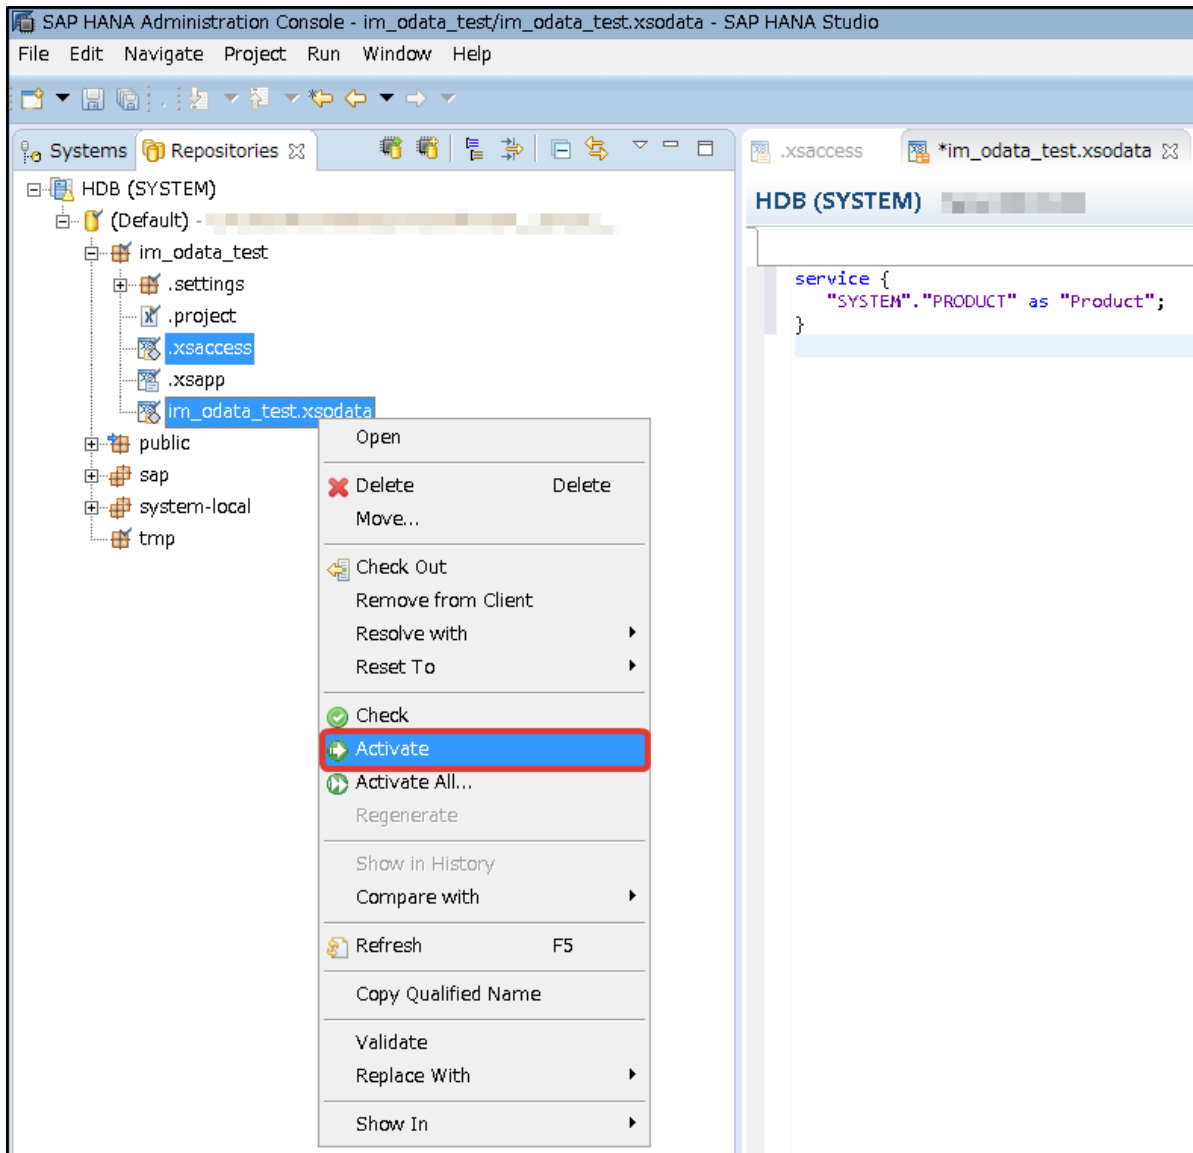 SAP HANA Administration Console - im_odata_test/im_odata_test.xsodata - SAP HANA Studio
File Edit Navigate Project Run Window Help
Systems Repositories
.xsaccess *im_odata_test.xsodata
HDB (SYSTEM)
HDB (SYSTEM)
(Default) -
im_odata_test
.settings
.project
.xsaccess
.xsapp
im_odata_test.xsodata
public
sap
system-local
tmp
service {
"SYSTEM"."PRODUCT" as "Product";
}
Open
Delete Delete
Move...
Check Out
Remove from Client
Resolve with
Reset To
Check
Activate
Activate All...
Regenerate
Show in History
Compare with
Refresh F5
Copy Qualified Name
Validate
Replace With
Show In